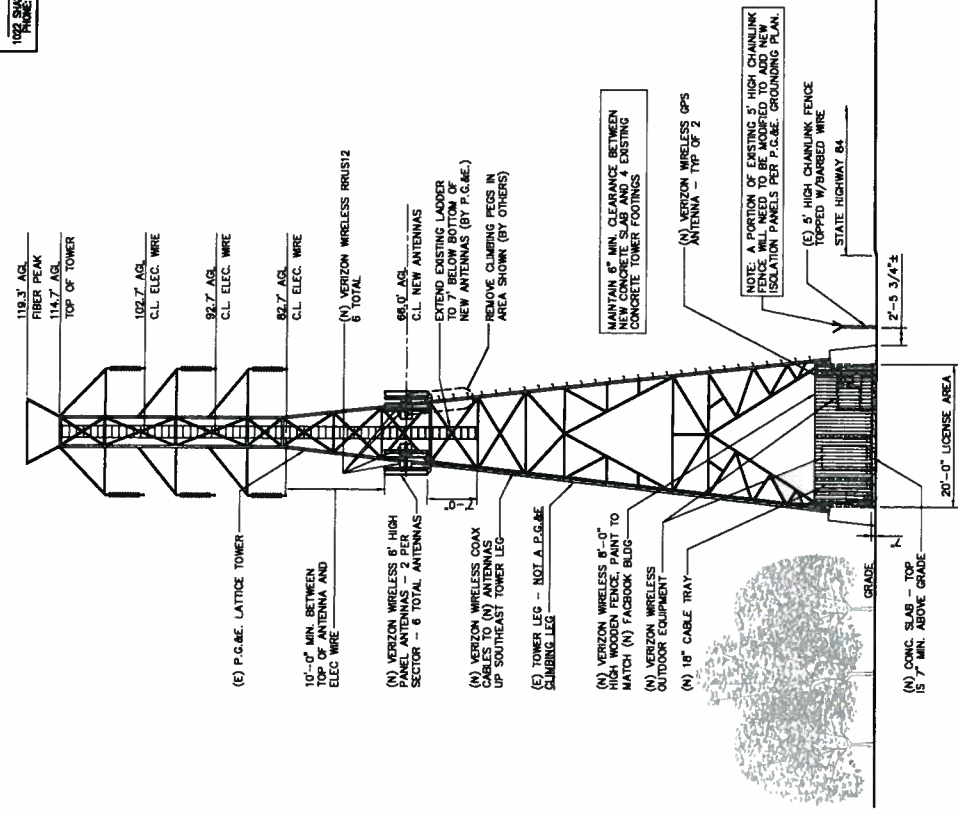 1022 SHA
PHONE:
119.3' AGL
FIBER PEAK
114.7' AGL
TOP OF TOWER
102.7' AGL
C.L. ELEC. WIRE
92.7' AGL
C.L. ELEC. WIRE
82.7' AGL
C.L. ELEC. WIRE
(N) VERIZON WIRELESS RRUS12
6 TOTAL
66.0' AGL
C.L. NEW ANTENNAS
EXTEND EXISTING LADDER
TO 7' BELOW BOTTOM OF
NEW ANTENNAS (BY P.G.&E.)
REMOVE CLIMBING PEGS IN
AREA SHOWN (BY OTHERS)
MAINTAIN 6" MIN. CLEARANCE BETWEEN
NEW CONCRETE SLAB AND 4 EXISTING
CONCRETE TOWER FOOTINGS
(N) VERIZON WIRELESS GPS
ANTENNA - TYP OF 2
NOTE: A PORTION OF EXISTING 5' HIGH CHAINLINK
FENCE WILL NEED TO BE MODIFIED TO ADD NEW
ISOLATION PANELS PER P.G.&E. GROUNDING PLAN.
(E) 5' HIGH CHAINLINK FENCE
TOPPED W/BARBED WIRE
STATE HIGHWAY 84
2'-5 3/4"±
20'-0" LICENSE AREA
(E) P.G.&E. LATTICE TOWER
10'-0" MIN. BETWEEN
TOP OF ANTENNA AND
ELEC WIRE
(N) VERIZON WIRELESS 6' HIGH
PANEL ANTENNAS - 2 PER
SECTOR - 6 TOTAL ANTENNAS
7'-0"
(N) VERIZON WIRELESS COAX
CABLES TO (N) ANTENNAS
UP SOUTHEAST TOWER LEG
(E) TOWER LEG - NOT A P.G.&E
CLIMBING LEG
(N) VERIZON WIRELESS 8'-0"
HIGH WOODEN FENCE, PAINT TO
MATCH (N) FACBOOK BLDG
(N) VERIZON WIRELESS
OUTDOOR EQUIPMENT
(N) 18" CABLE TRAY
GRADE
(N) CONC. SLAB - TOP
IS 7" MIN. ABOVE GRADE